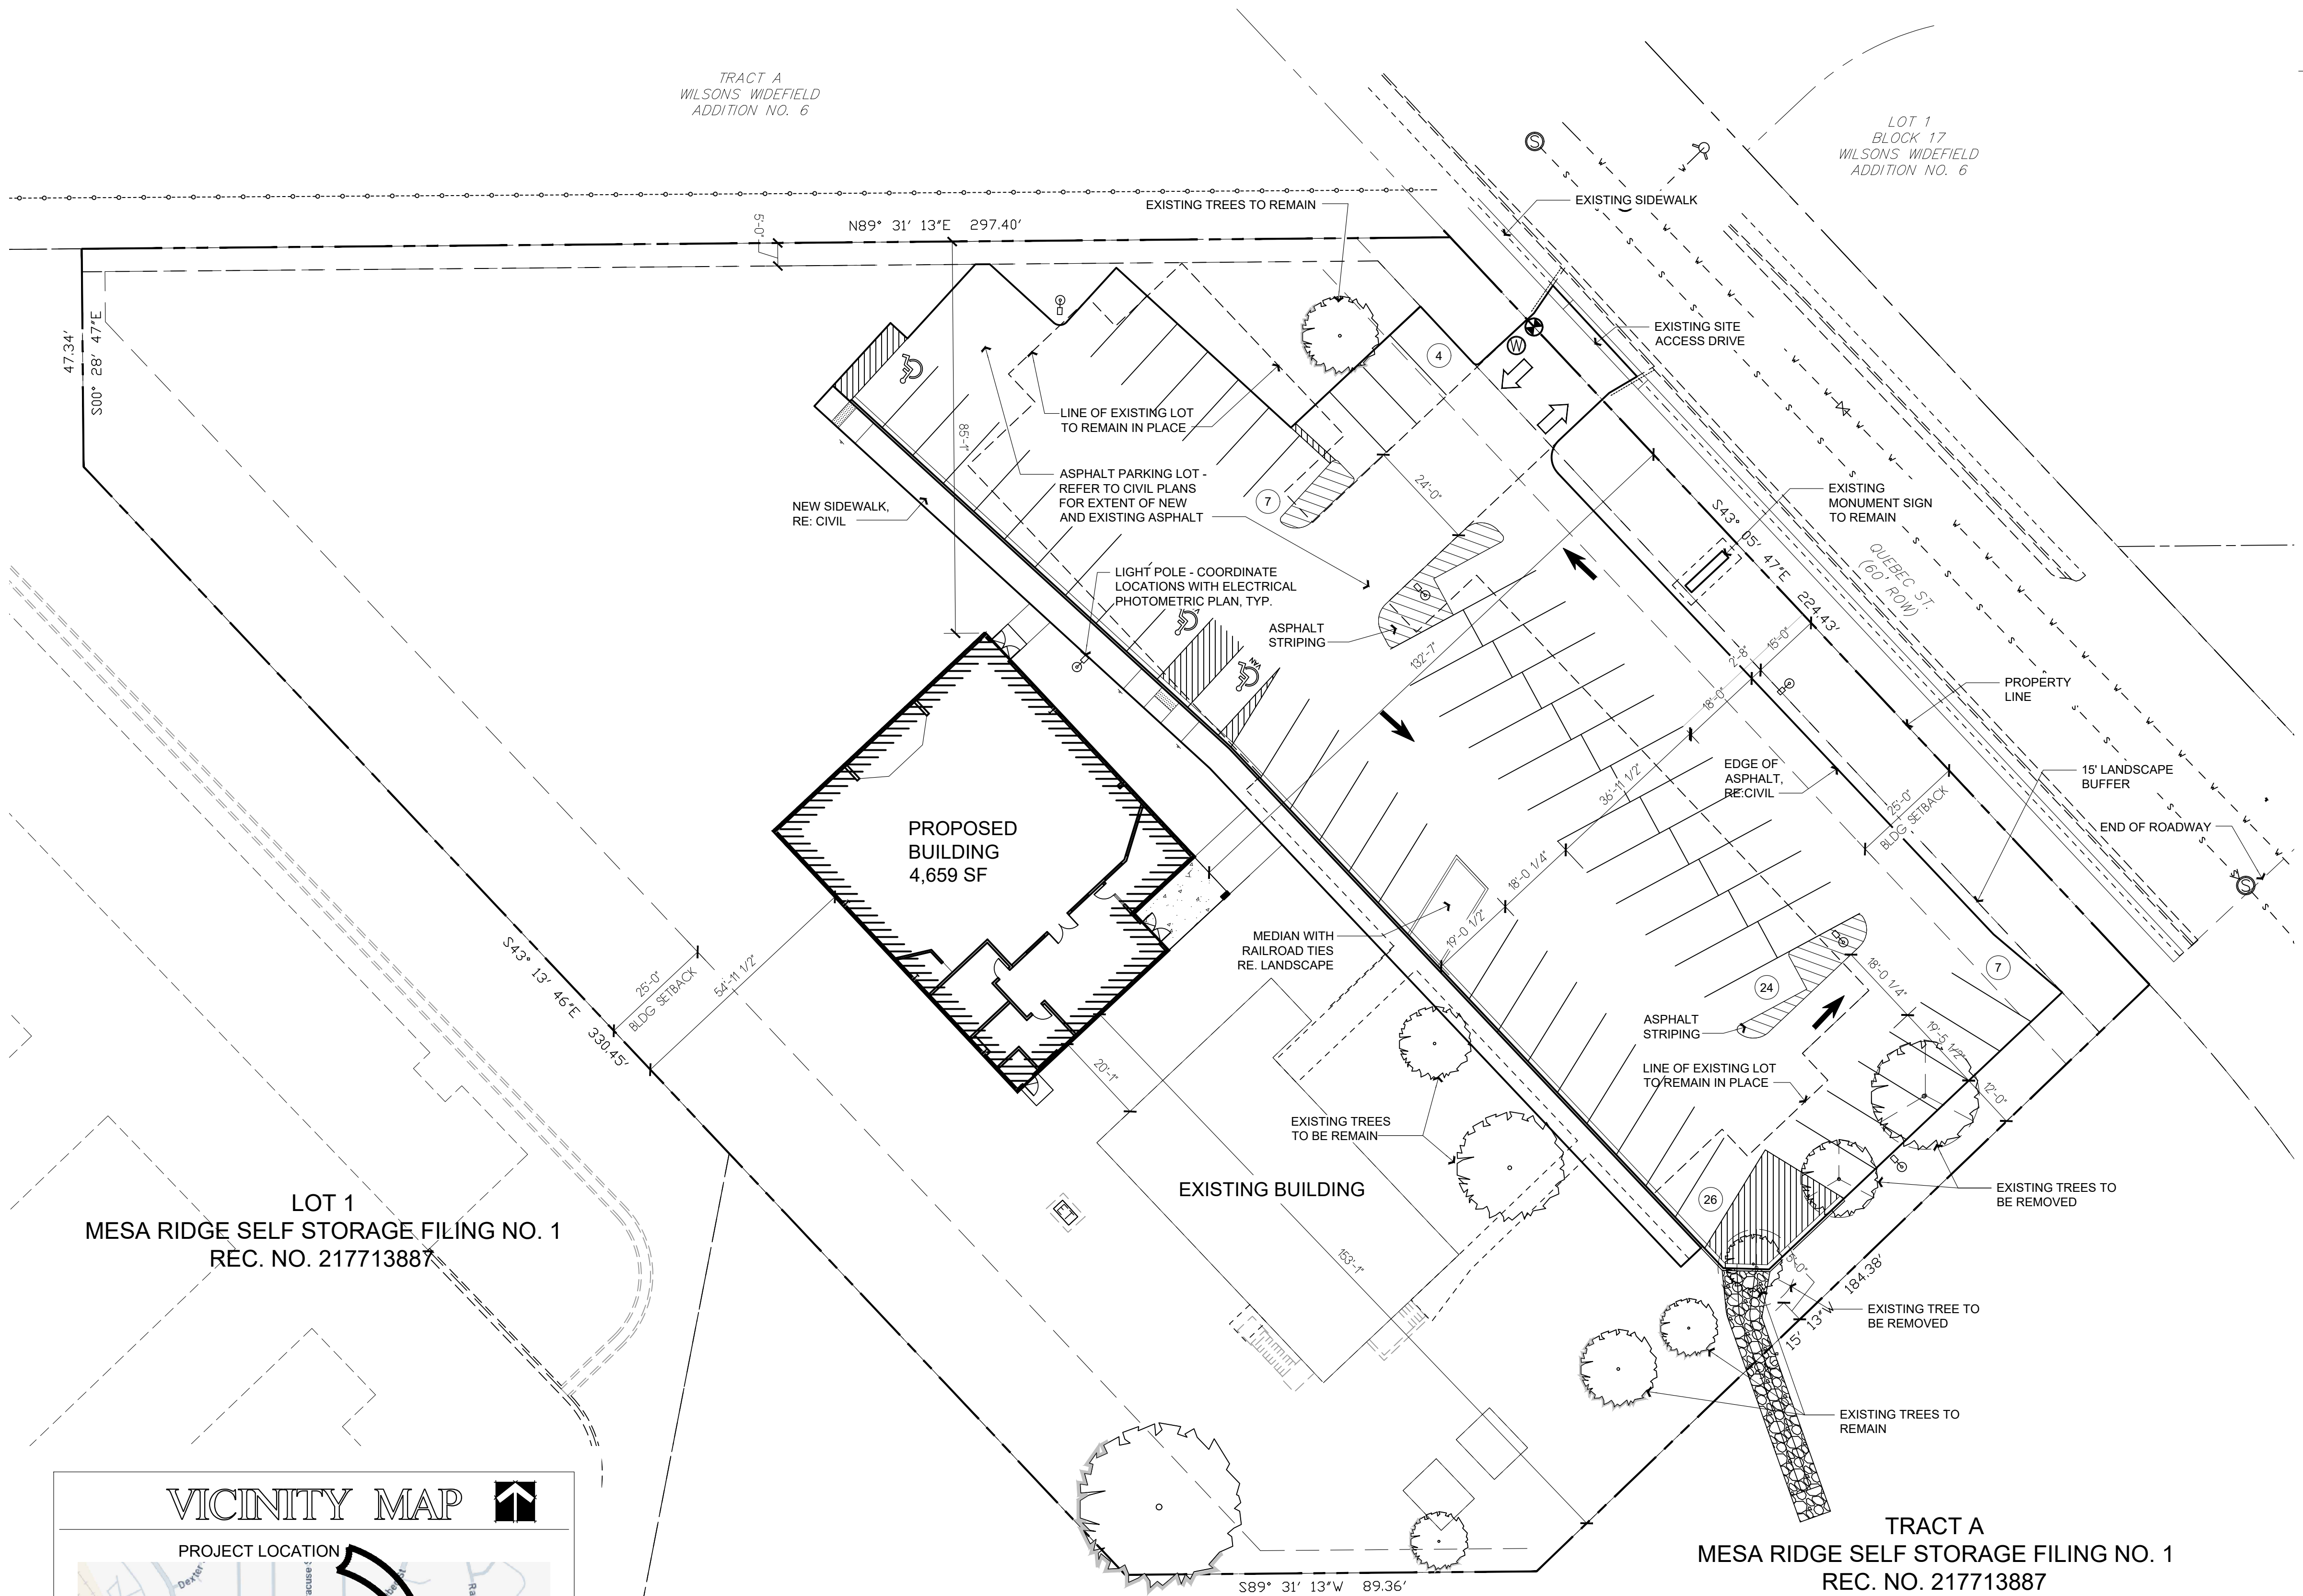 TRACT A
WILSONS WIDEFIELD
ADDITION NO. 6
LOT 1
BLOCK 17
WILSONS WIDEFIELD
ADDITION NO. 6
S
EXISTING TREES TO REMAIN
EXISTING SIDEWALK
N89° 31' 13"E 297.40'
5'-0"
47.34'
S00° 28' 47"E
EXISTING SITE
ACCESS DRIVE
W
4
LINE OF EXISTING LOT
TO REMAIN IN PLACE
85'-1"
ASPHALT PARKING LOT -
REFER TO CIVIL PLANS
FOR EXTENT OF NEW
AND EXISTING ASPHALT
7
24'-0"
NEW SIDEWALK,
RE: CIVIL
EXISTING
MONUMENT SIGN
TO REMAIN
S43° 05' 47"E 224.43'
QUEBEC ST.
(60' ROW)
LIGHT POLE - COORDINATE
LOCATIONS WITH ELECTRICAL
PHOTOMETRIC PLAN, TYP.
ASPHALT
STRIPING
132'-7"
VAN
2'-8"
15'-0"
18'-0"
PROPERTY
LINE
EDGE OF
ASPHALT,
RE:CIVIL
36'-11 1/2"
25'-0"
BLDG SETBACK
15' LANDSCAPE
BUFFER
END OF ROADWAY
S
PROPOSED
BUILDING
4,659 SF
18'-0 1/4"
19'-0 1/2"
MEDIAN WITH
RAILROAD TIES
RE. LANDSCAPE
S43° 13' 46"E 330.45'
25'-0"
BLDG SETBACK
54'-11 1/2"
7
24
18'-0 1/4"
ASPHALT
STRIPING
19'-5 1/2"
12'-0"
20'-1"
LINE OF EXISTING LOT
TO REMAIN IN PLACE
EXISTING TREES
TO BE REMAIN
EXISTING BUILDING
26
EXISTING TREES TO
BE REMOVED
LOT 1
MESA RIDGE SELF STORAGE FILING NO. 1
REC. NO. 217713887
153'-1"
5'-0"
15' 13"W 184.38'
EXISTING TREE TO
BE REMOVED
EXISTING TREES TO
REMAIN
VICINITY MAP
PROJECT LOCATION
Dexter
S89° 31' 13"W 89.36'
TRACT A
MESA RIDGE SELF STORAGE FILING NO. 1
REC. NO. 217713887